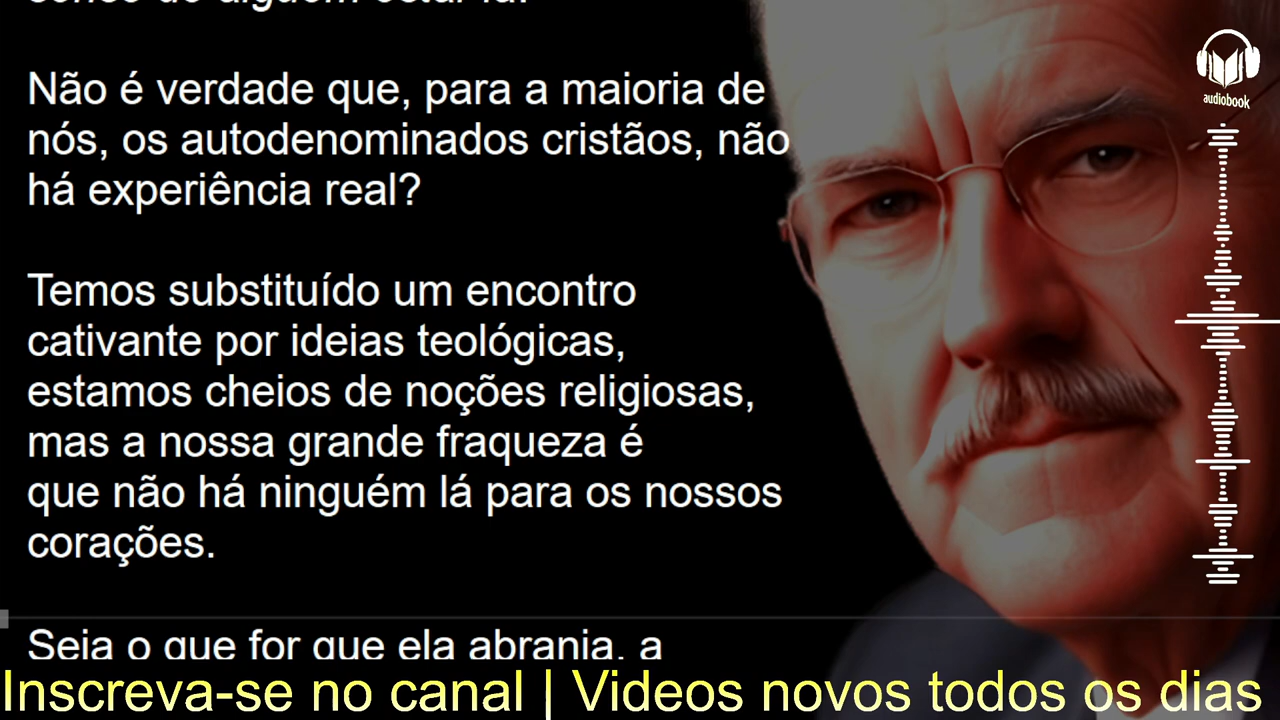 Não é verdade que, para a maioria de
nós, os autodenominados cristãos, não
há experiência real?
Temos substituído um encontro
cativante por ideias teológicas,
estamos cheios de noções religiosas,
mas a nossa grande fraqueza é
que não há ninguém lá para os nossos
corações.
Seja o que for que ela abranja, a
Inscreva-se no canal | Videos novos todos os dias
audiobook